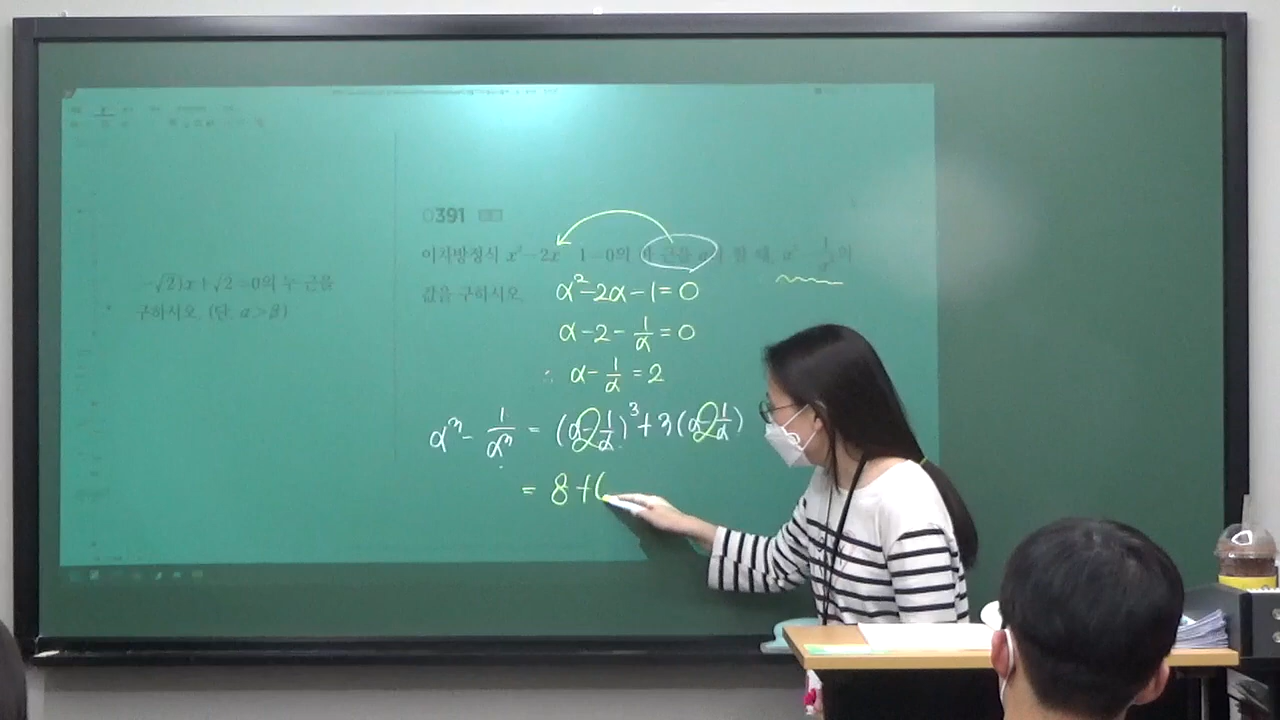 -√2)x+√2=0의 두 근을
구하시오. (단, α>β)
0391
이차방정식 x²-2x 1=0의 한 근을 α라 할 때, α³ 1/α³의
값을 구하시오.
α²-2α-1=0
α-2-1/α=0
∴ α-1/α=2
α³-1/α³=(α-1/α)³+3(α-1/α)
2 2
=8+6